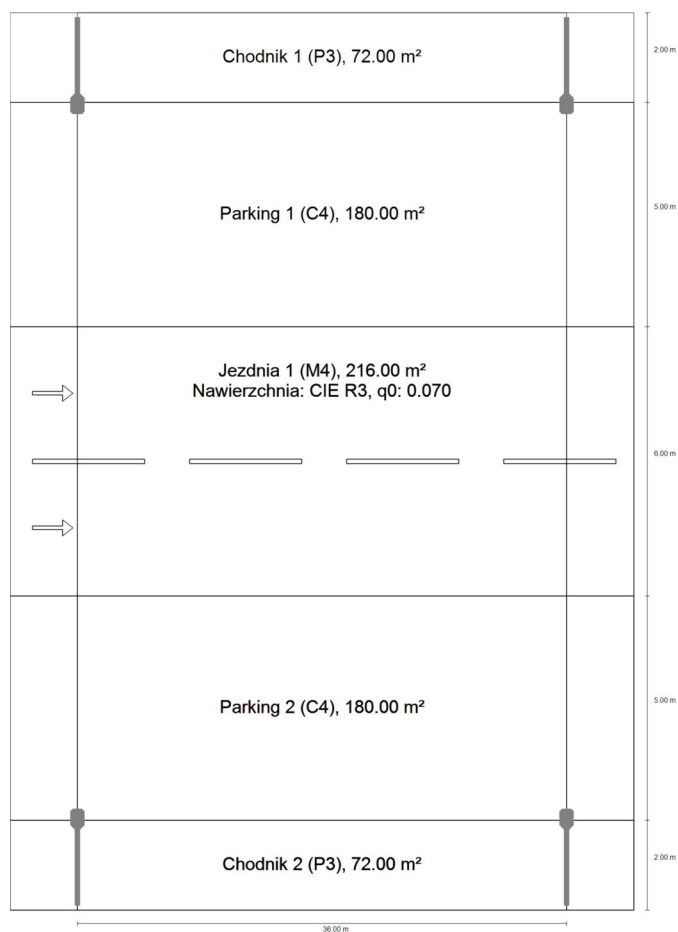 Chodnik 1 (P3), 72.00 m²
2.00 m
Parking 1 (C4), 180.00 m²
5.00 m
Jezdnia 1 (M4), 216.00 m²
Nawierzchnia: CIE R3, q0: 0.070
6.00 m
Parking 2 (C4), 180.00 m²
5.00 m
Chodnik 2 (P3), 72.00 m²
2.00 m
36.00 m